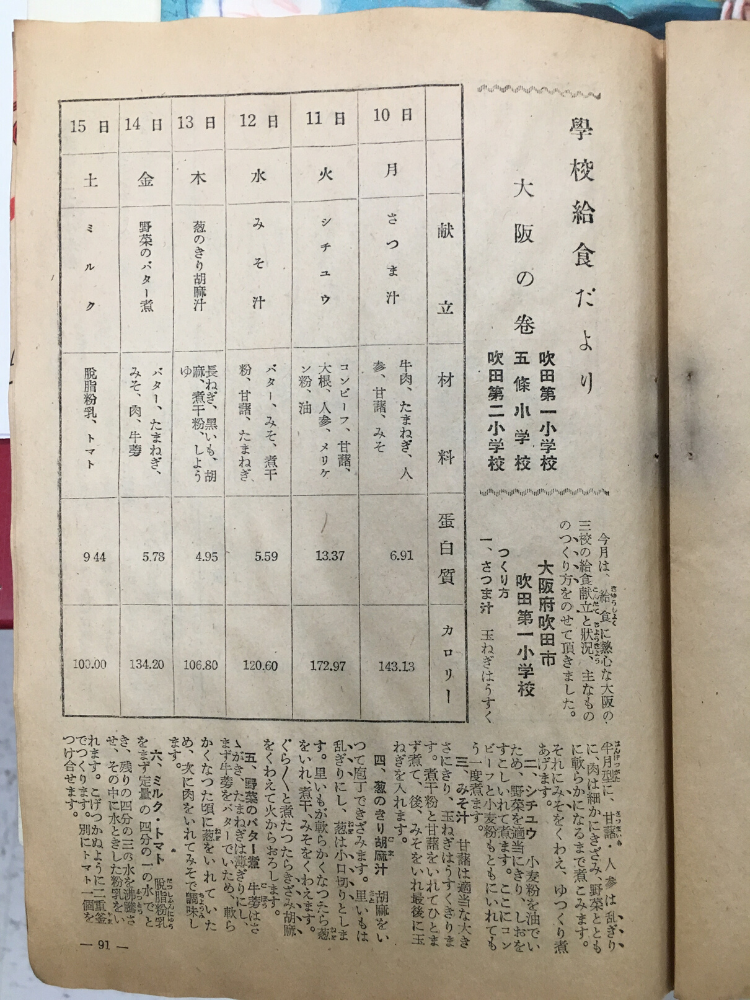 學校給食だより
大阪の卷
吹田第一小学校
五條小学校
吹田第二小学校
今月は、給食に熱心な大阪の
三校の給食献立と狀況、主なもの
のつくり方をのせて頂きました。
大阪府吹田市
吹田第一小学校
つくり方
一、さつま汁 玉ねぎはうすく
献立 材料 蛋白質 カロリー
10日 月 さつま汁 牛肉、たまねぎ、人
参、甘藷、みそ 6.91 143.13
11日 火 シチユウ コンビーフ、甘藷、
大根、人参、メリケ
ン粉、油 13.37 172.97
12日 水 みそ汁 バター、みそ、煮干
粉、甘藷、たまねぎ 5.59 120.60
13日 木 葱のきり胡麻汁 長ねぎ、黒いも、胡
麻、煮干粉、しよう
ゆ 4.95 106.80
14日 金 野菜のバター煮 バター、たまねぎ、
みそ、肉、牛蒡 5.78 134.20
15日 土 ミルク 脱脂粉乳、トマト 9 44 100.00
半月型に、甘藷・人参は乱ぎり
に、肉は細かにきざみ、野菜ととも
に軟らかになるまで煮こみます。
それにみそをくわえ、ゆつくり煮
あげます。
二、シチユウ 小麦粉を油でい
ため、野菜を適当にきり、しおを
すこしいれて煮ます。ここにコン
ビーフと小麦粉もともにいれても
う一度煮ます。
三、みそ汁 甘藷は適当な大き
さにきり、玉ねぎはうすくきりま
す。煮干粉と甘藷をいれてひとま
ず煮て、後、みそをいれ最後に玉
ねぎを入れます。
四、葱のきり胡麻汁 胡麻をい
つて庖丁できざみます。里いもは
乱ぎりにし、葱は小口切りとしま
す。里いもが軟らかくなつたら葱
をいれ、煮干、みそをくわえます。
ぐら〱と煮たつたらきざみ胡麻
をくわえて火からおろします。
五、野菜のバター煮 牛蒡はさ
ゝがき、たまねぎは薄ぎりにし、
まず牛蒡をバターでいため、軟ら
かくなつた頃に葱をいれていた
め、次に肉をいれてみそで調味し
ます。
六、ミルク・トマト 脱脂粉乳
をまず定量の四分の一の水でと
き、残りの四分の三の水を沸騰さ
せ、その中に水ときした粉乳をい
れます。こげつかぬように二重釜
でつくります。別にトマト一個を
つけ合せます。
— 91 —